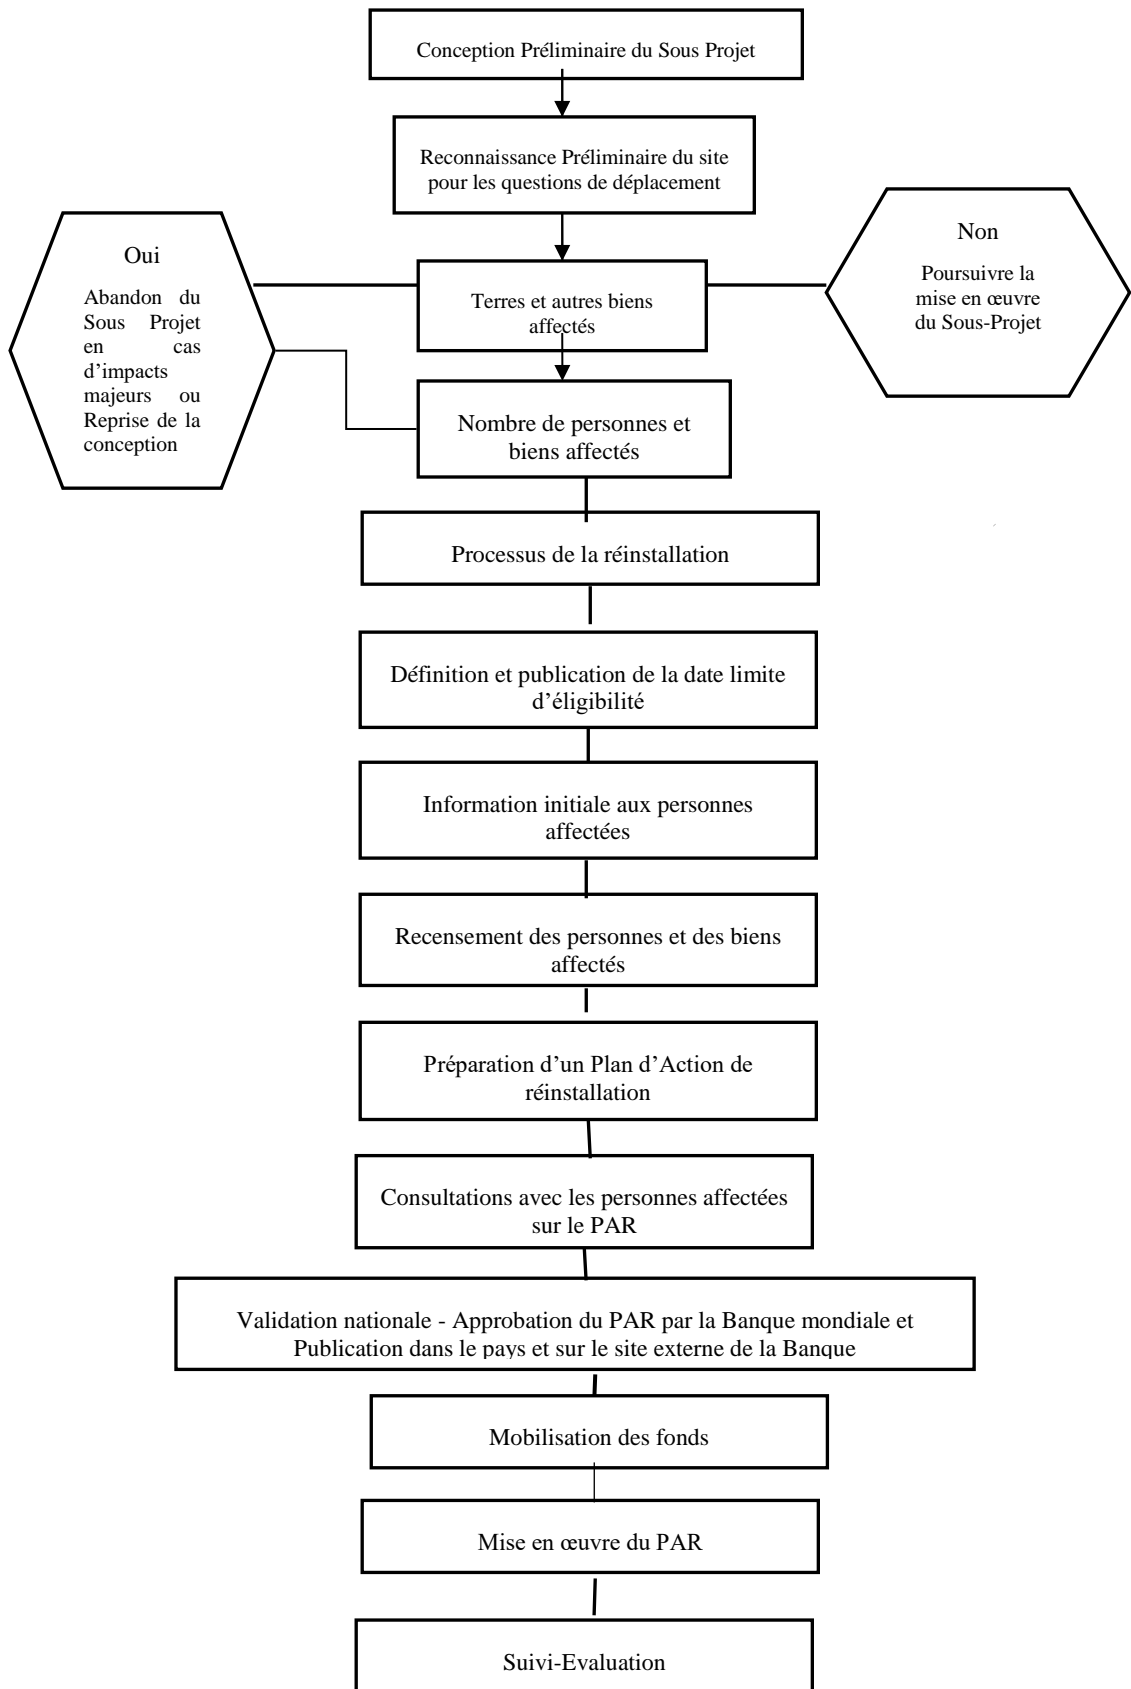 Conception Préliminaire du Sous Projet
Reconnaissance Préliminaire du site
pour les questions de déplacement
Oui
Abandon du
Sous Projet
en cas
d’impacts
majeurs ou
Reprise de la
conception
Terres et autres biens
affectés
Non
Poursuivre la
mise en œuvre
du Sous-Projet
Nombre de personnes et
biens affectés
Processus de la réinstallation
Définition et publication de la date limite
d’éligibilité
Information initiale aux personnes
affectées
Recensement des personnes et des biens
affectés
Préparation d’un Plan d’Action de
réinstallation
Consultations avec les personnes affectées
sur le PAR
Validation nationale - Approbation du PAR par la Banque mondiale et
Publication dans le pays et sur le site externe de la Banque
Mobilisation des fonds
Mise en œuvre du PAR
Suivi-Evaluation